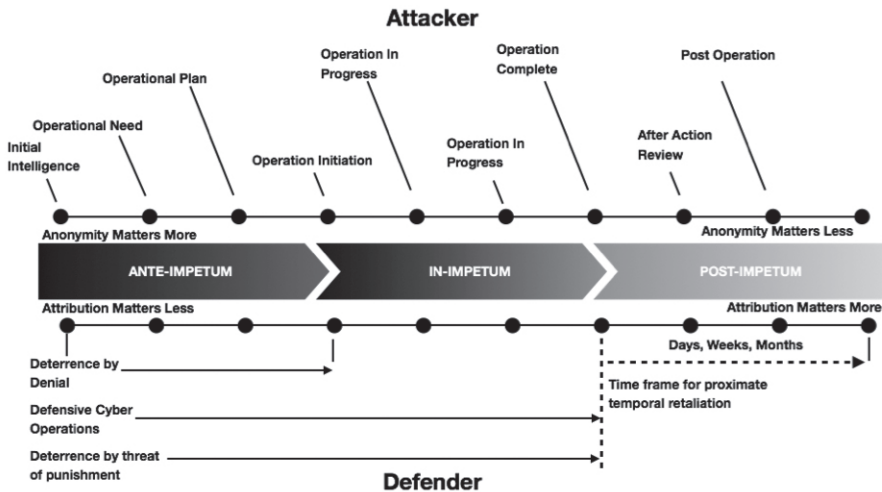 Attacker
Operation In
Progress
Operation
Complete
Post Operation
Operational Plan
Operational Need
Initial
Intelligence
Operation Initiation
Operation In
Progress
After Action
Review
Anonymity Matters More
Anonymity Matters Less
ANTE-IMPETUM
IN-IMPETUM
POST-IMPETUM
Attribution Matters Less
Attribution Matters More
Days, Weeks, Months
Deterrence by
Denial
Time frame for proximate
temporal retaliation
Defensive Cyber
Operations
Deterrence by threat
of punishment
Defender